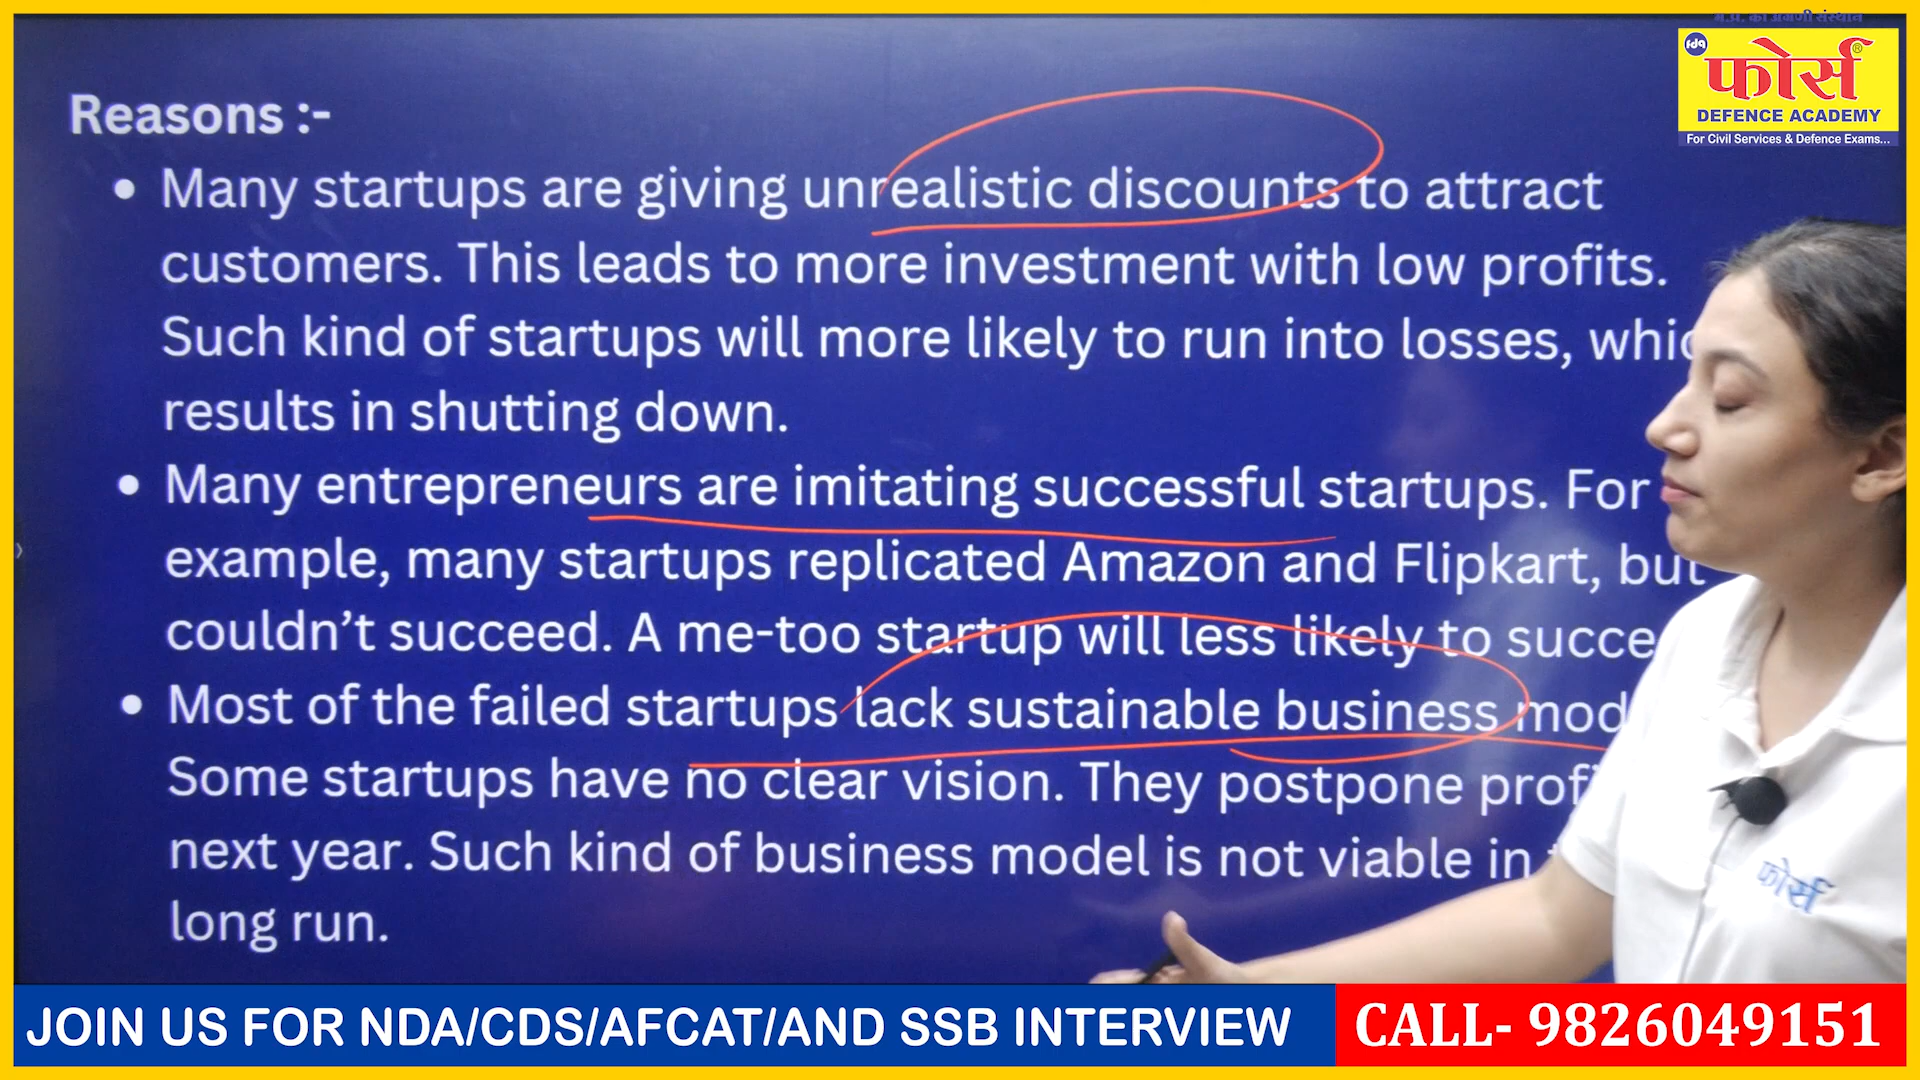 Reasons :-
• Many startups are giving unrealistic discounts to attract
customers. This leads to more investment with low profits.
Such kind of startups will more likely to run into losses,
results in shutting down.
• Many entrepreneurs are imitating successful startups. For
example, many startups replicated Amazon and Flipkart, but
couldn’t succeed. A me-too startup will less likely to
• Most of the failed startups lack sustainable business
Some startups have no clear vision. They postpone
next year. Such kind of business model is not viable in
long run.
म.प्र. का अग्रणी संस्थान
fda
फोर्स®
DEFENCE ACADEMY
For Civil Services & Defence Exams...
फोर्स
JOIN US FOR NDA/CDS/AFCAT/AND SSB INTERVIEW
CALL- 9826049151